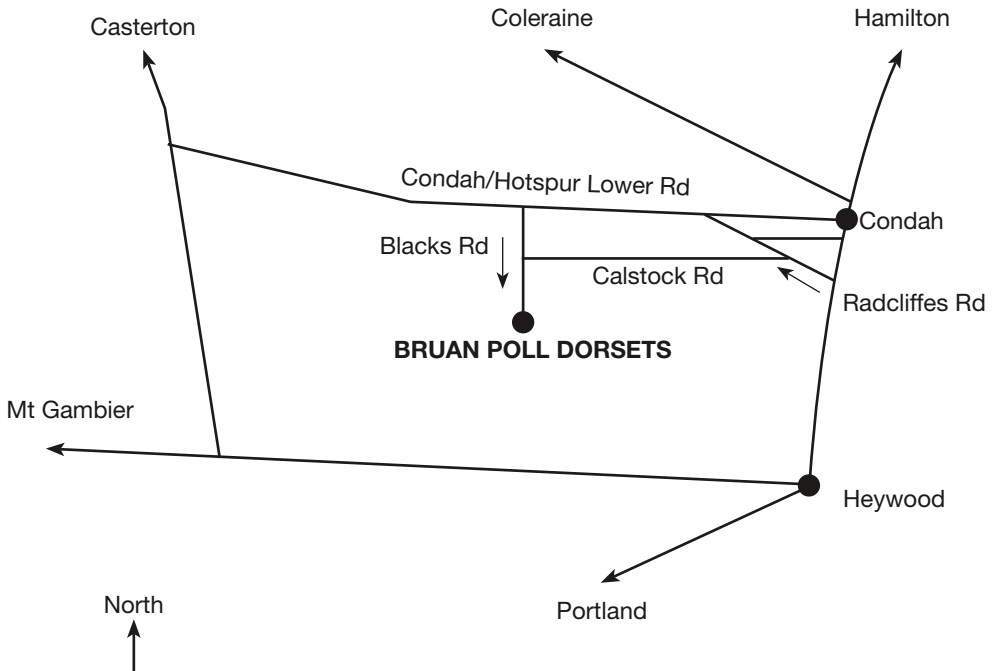 Casterton
Coleraine
Hamilton
Condah/Hotspur Lower Rd
Condah
Blacks Rd
Calstock Rd
Radcliffes Rd
BRUAN POLL DORSETS
Mt Gambier
Heywood
Portland
North